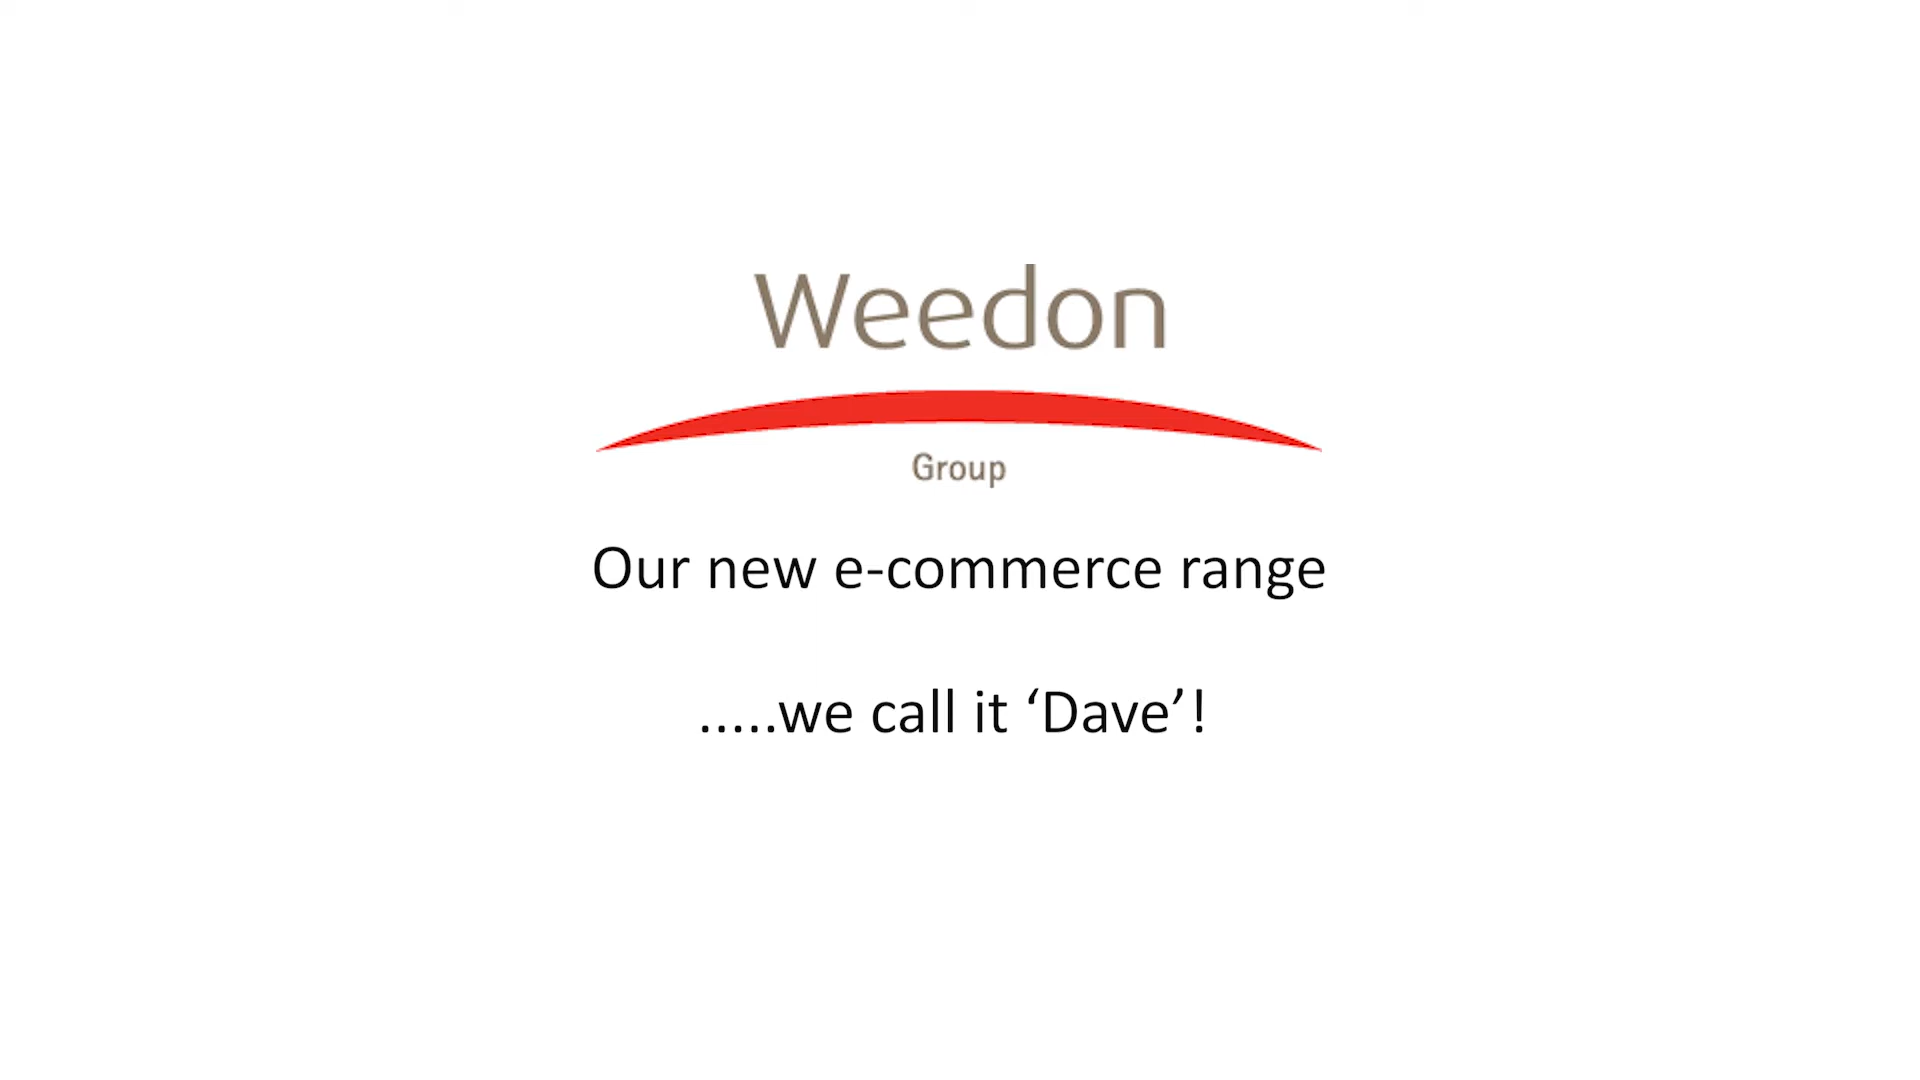 Weedon
Group
Our new e-commerce range
.....we call it ‘Dave’!